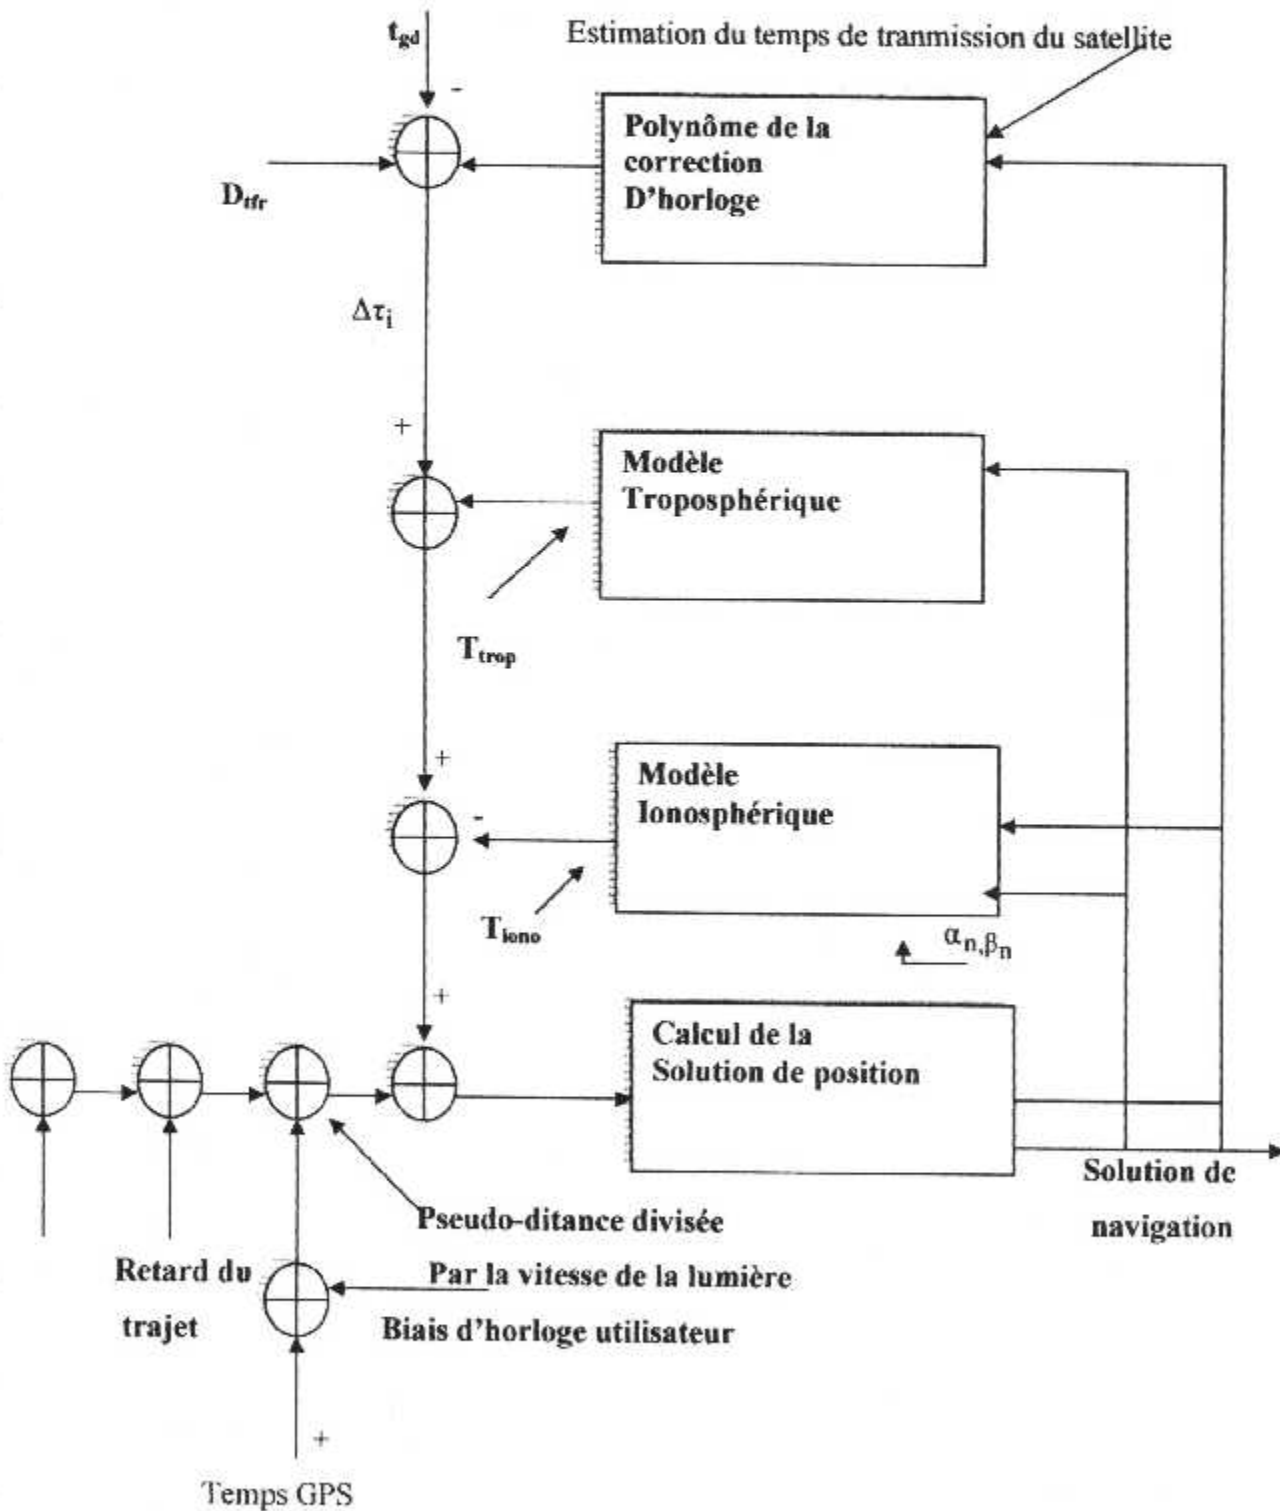 t_gd
Estimation du temps de tranmission du satellite
-
Polynôme de la
correction
D'horloge
D_tfr
Δτ_i
+
Modèle
Troposphérique
T_trop
+
Modèle
Ionosphérique
-
T_iono
α_n,β_n
+
Calcul de la
Solution de position
Solution de
navigation
Pseudo-ditance divisée
Retard du
trajet
Par la vitesse de la lumière
Biais d'horloge utilisateur
+
Temps GPS